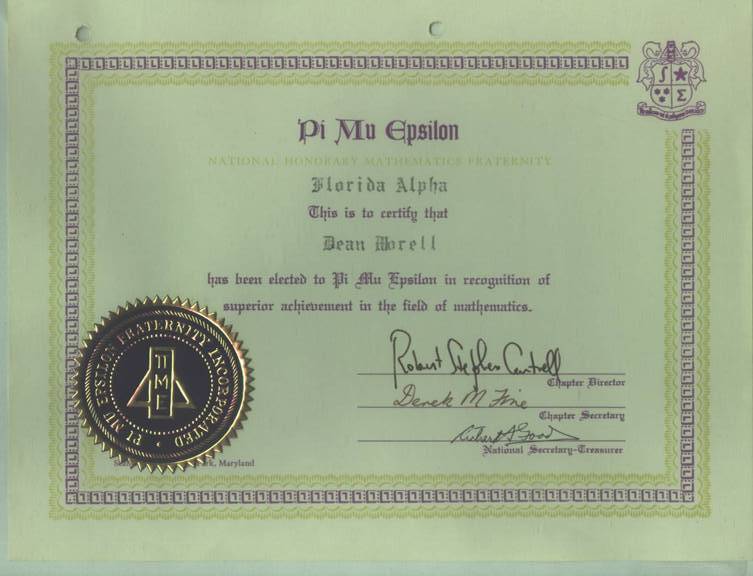 Pi Mu Epsilon
NATIONAL HONORARY MATHEMATICS FRATERNITY
Florida Alpha
This is to certify that
Dean Morell
has been elected to Pi Mu Epsilon in recognition of
superior achievement in the field of mathematics.
Robert Stephen Cantrell
Chapter Director
Derek M Fine
Chapter Secretary
National Secretary-Treasurer
PI MU EPSILON FRATERNITY INCORPORATED
ΠΜΕ
Maryland